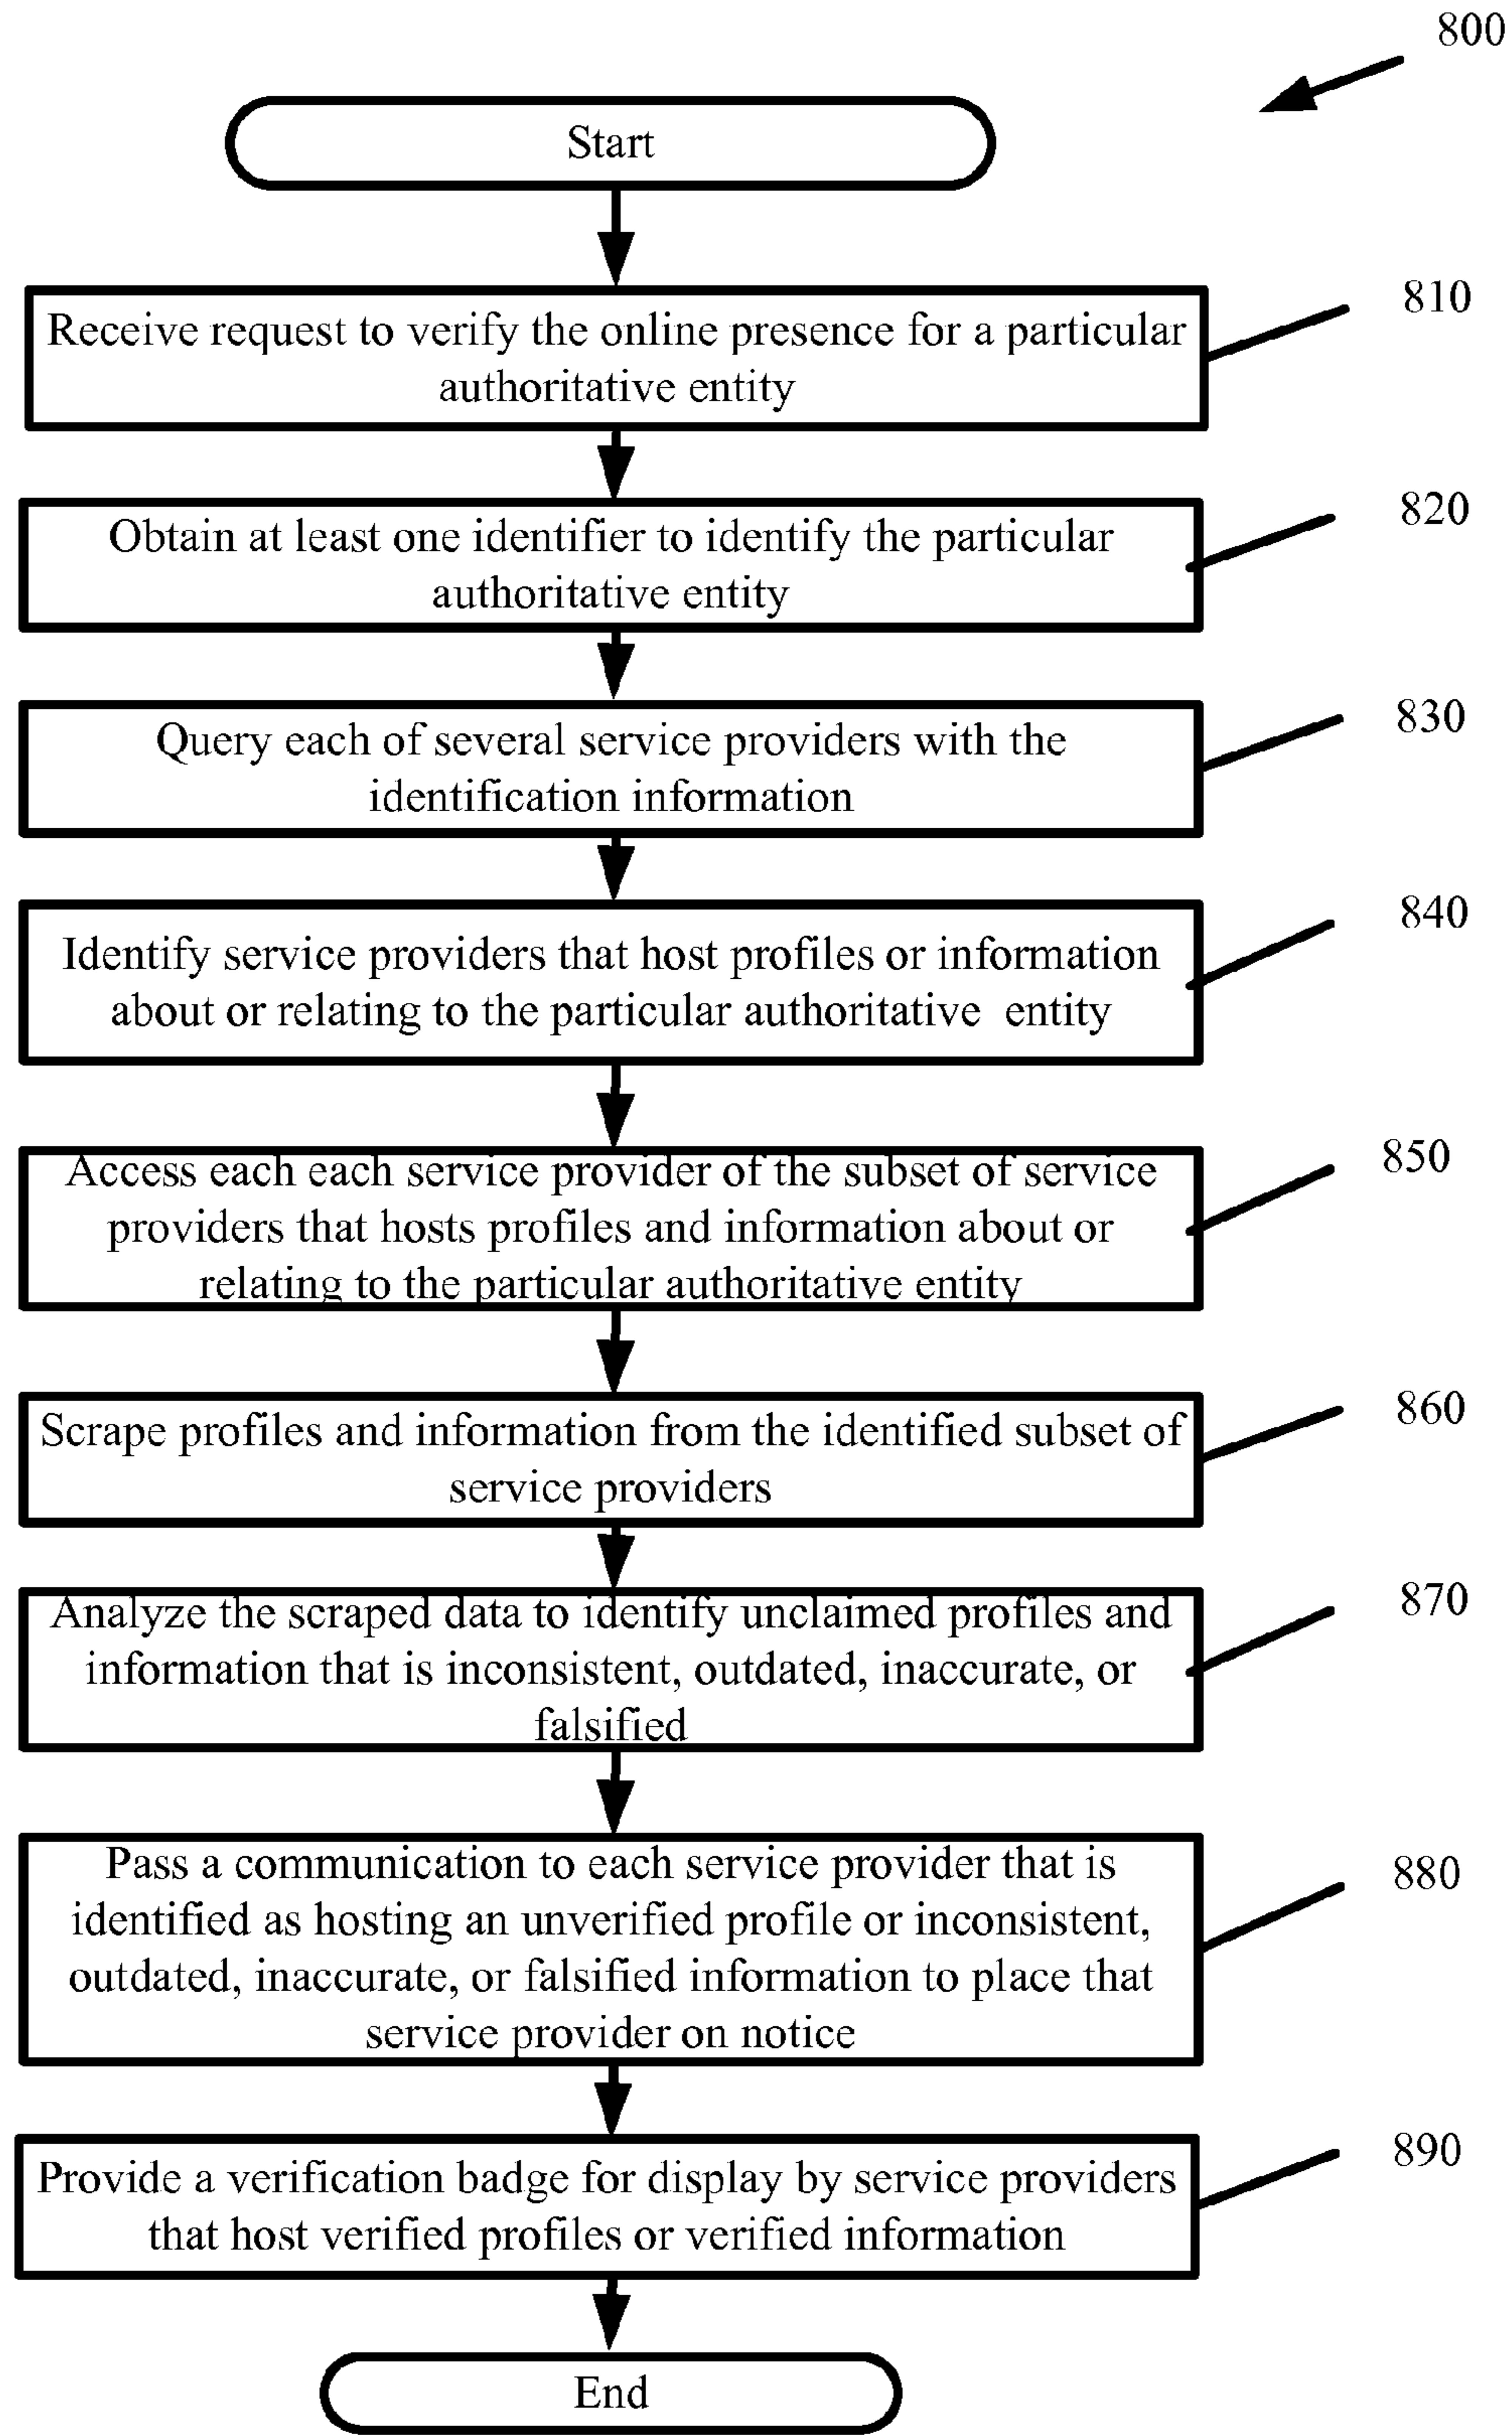 800
Start
Receive request to verify the online presence for a particular
authoritative entity
810
Obtain at least one identifier to identify the particular
authoritative entity
820
Query each of several service providers with the
identification information
830
Identify service providers that host profiles or information
about or relating to the particular authoritative entity
840
Access each each service provider of the subset of service
providers that hosts profiles and information about or
relating to the particular authoritative entity
850
Scrape profiles and information from the identified subset of
service providers
860
Analyze the scraped data to identify unclaimed profiles and
information that is inconsistent, outdated, inaccurate, or
falsified
870
Pass a communication to each service provider that is
identified as hosting an unverified profile or inconsistent,
outdated, inaccurate, or falsified information to place that
service provider on notice
880
Provide a verification badge for display by service providers
that host verified profiles or verified information
890
End